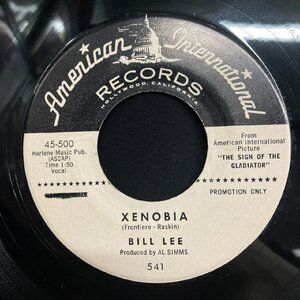 American International
RECORDS
HOLLYWOOD, CALIFORNIA
45-500
Harlene Music Pub.
(ASCAP)
Time 1:50
Vocal
From
American International
Picture
"THE SIGN OF THE
GLADIATOR"
PROMOTION ONLY
XENOBIA
(Frontiere - Raskin)
BILL LEE
Produced by AL SIMMS
541